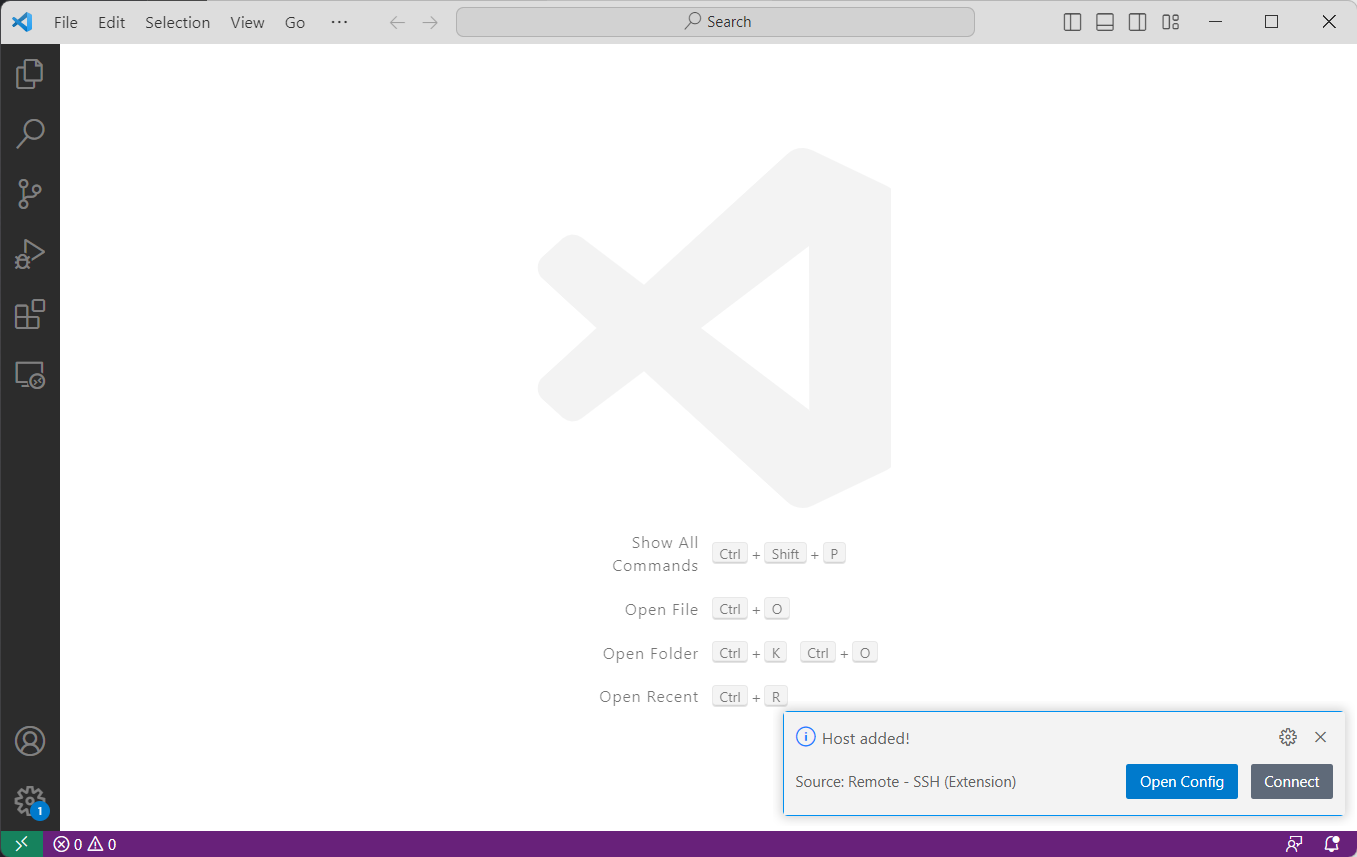 File Edit Selection View Go ··· Search
Show All Commands Ctrl + Shift + P
Open File Ctrl + O
Open Folder Ctrl + K Ctrl + O
Open Recent Ctrl + R
Host added!
Source: Remote - SSH (Extension) Open Config Connect
1
0 0